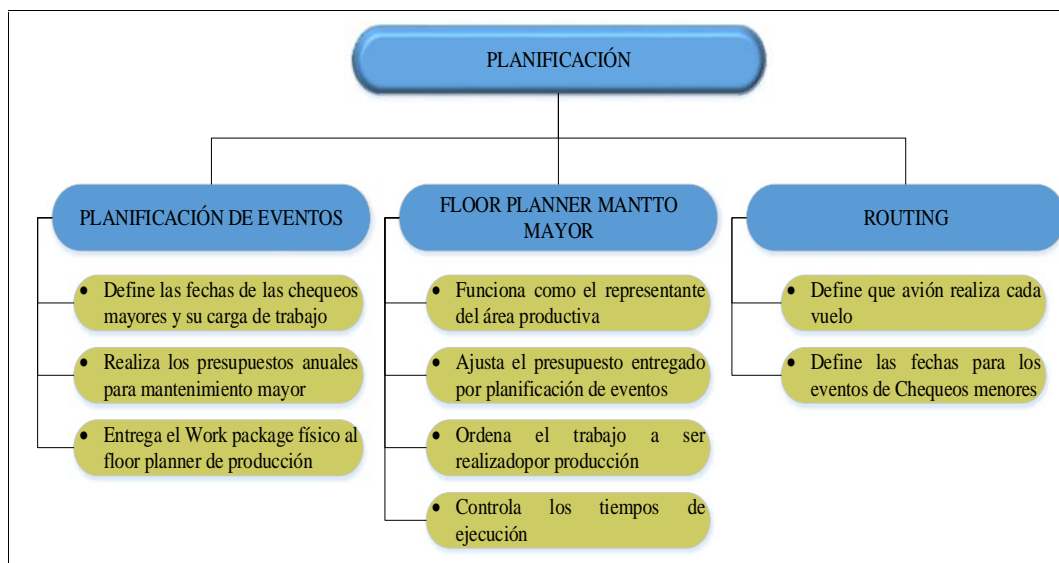 PLANIFICACIÓN
PLANIFICACIÓN DE EVENTOS
• Define las fechas de las chequeos
mayores y su carga de trabajo
• Realiza los presupuestos anuales
para mantenimiento mayor
• Entrega el Work package físico al
floor planner de producción
FLOOR PLANNER MANTTO
MAYOR
• Funciona como el representante
del área productiva
• Ajusta el presupuesto entregado
por planificación de eventos
• Ordena el trabajo a ser
realizadopor producción
• Controla los tiempos de
ejecución
ROUTING
• Define que avión realiza cada
vuelo
• Define las fechas para los
eventos de Chequeos menores